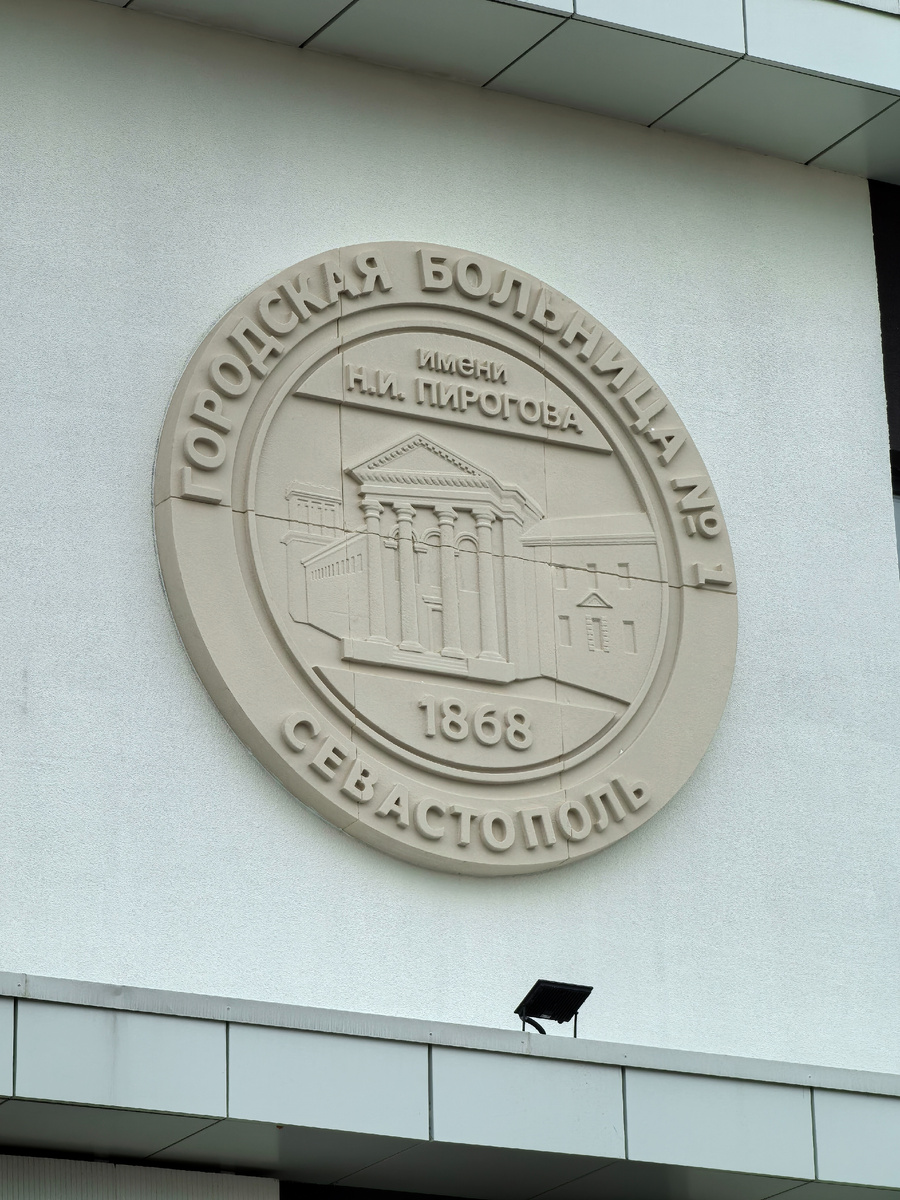 ГОРОДСКАЯ БОЛЬНИЦА № 1
имени
Н.И. ПИРОГОВА
1868
СЕВАСТОПОЛЬ